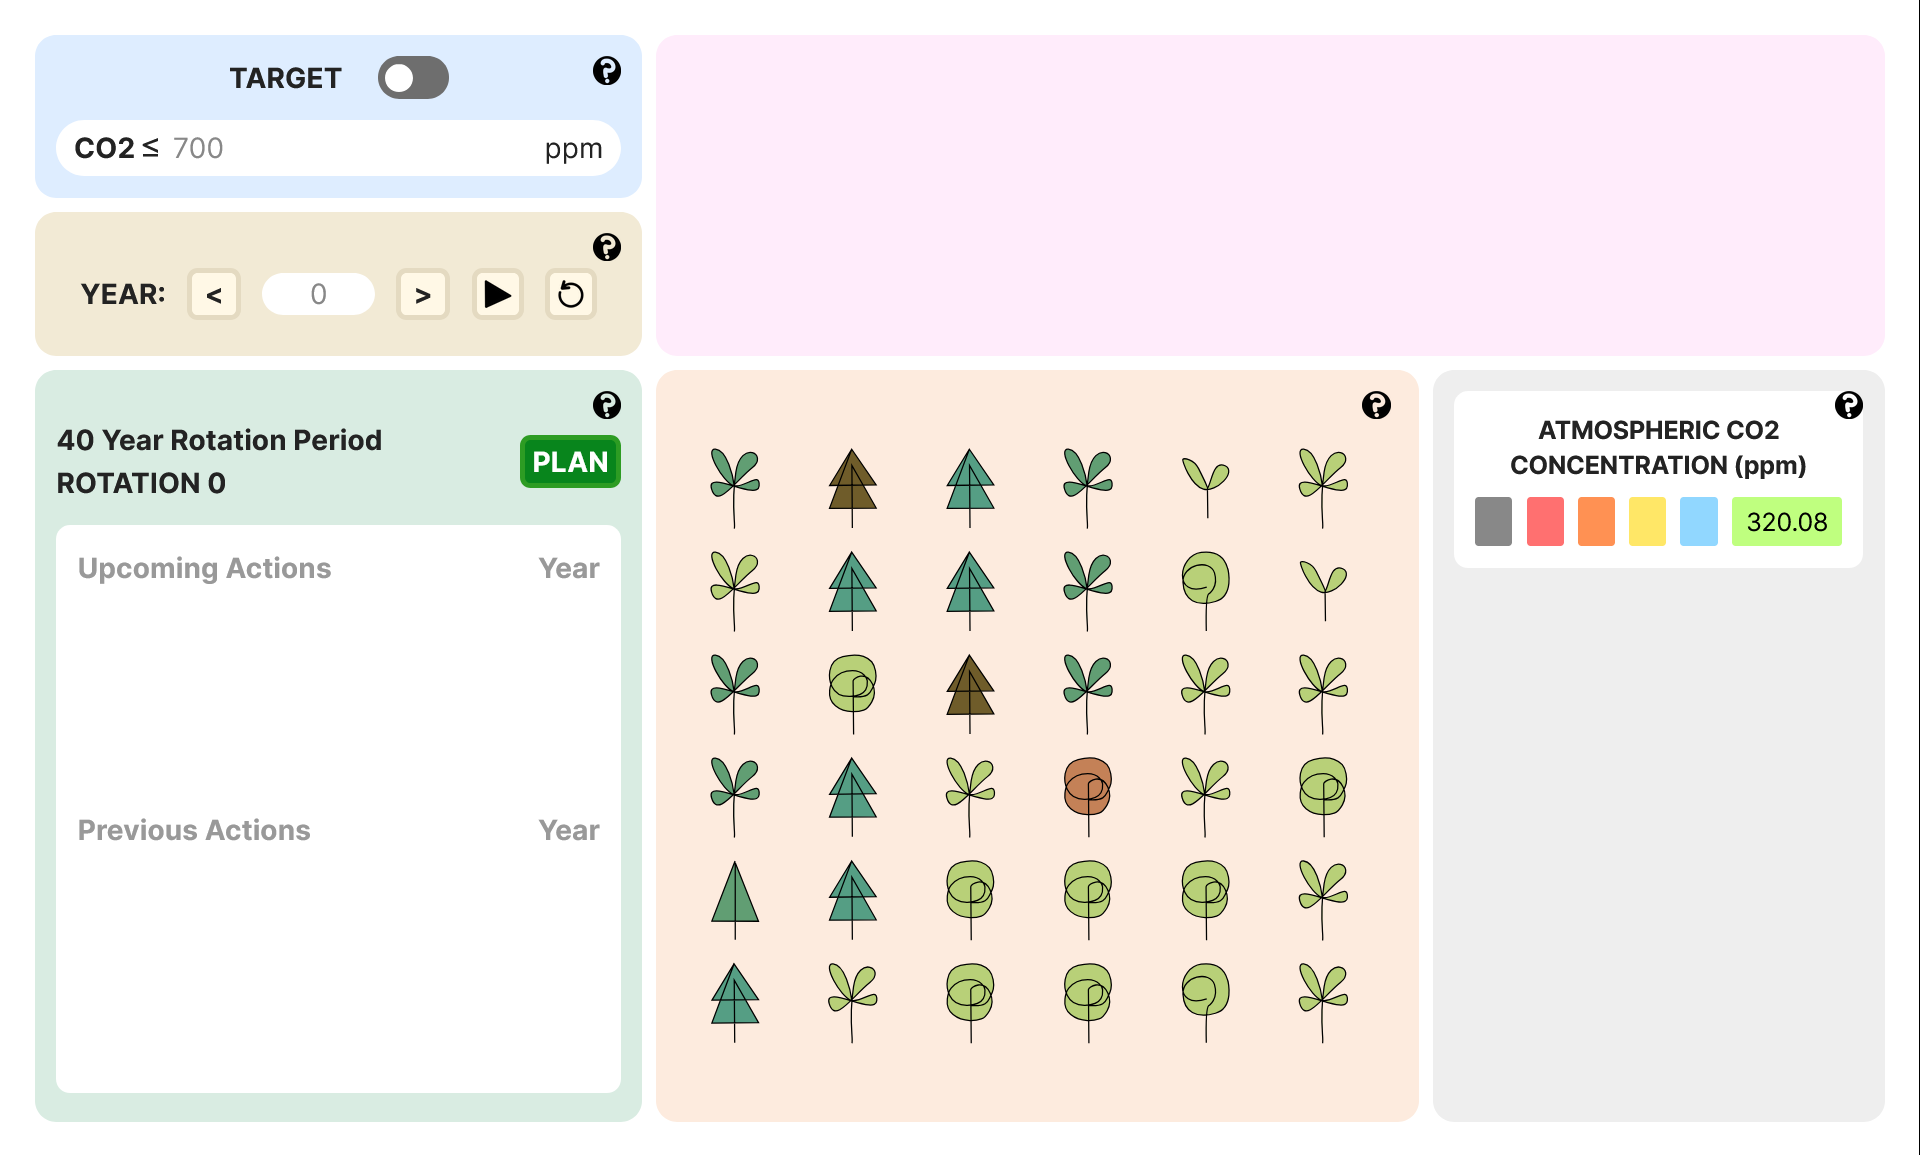 TARGET
CO2 ≤ 700 ppm
YEAR: < 0 >
40 Year Rotation Period
ROTATION 0
PLAN
Upcoming Actions Year
Previous Actions Year
ATMOSPHERIC CO2
CONCENTRATION (ppm)
320.08